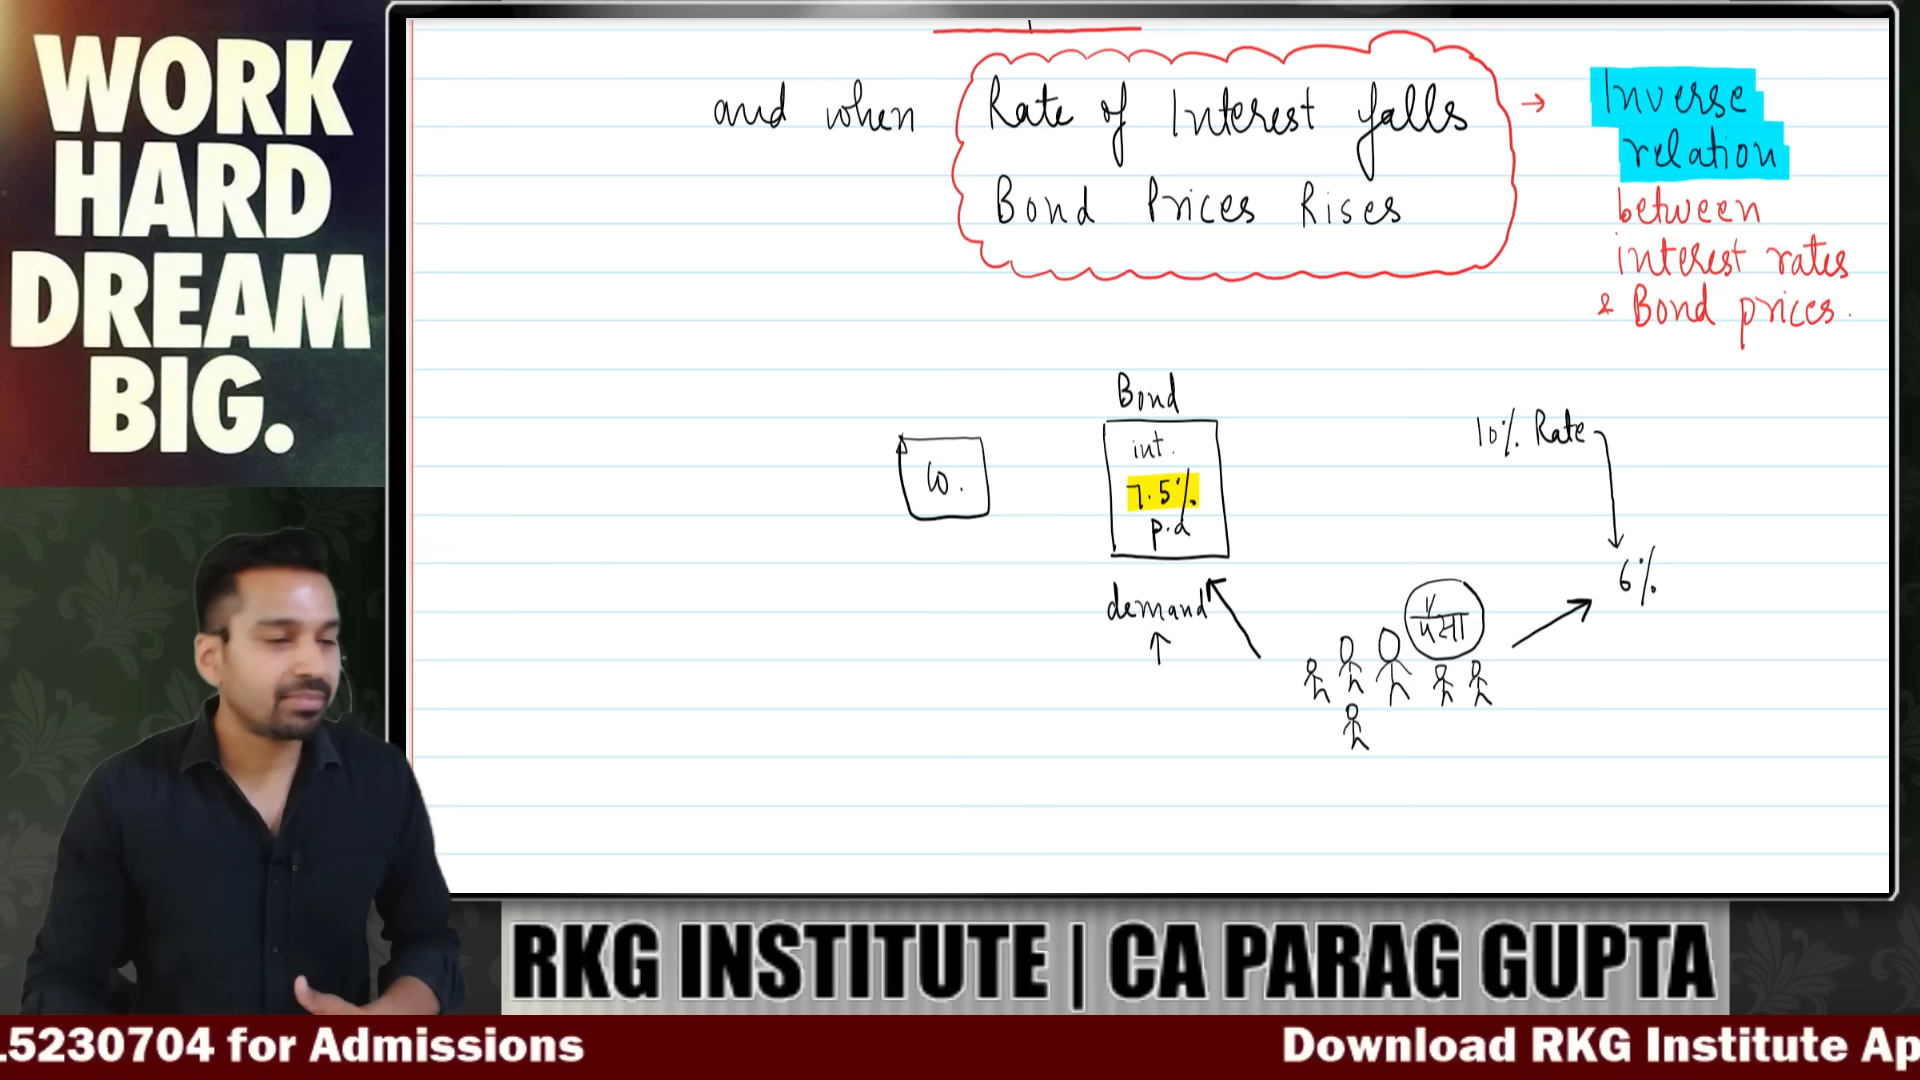 WORK
HARD
DREAM
BIG.
and when Rate of Interest falls
Bond Prices Rises
→ Inverse
relation
between
interest rates
& Bond prices.
Bond
int.
7.5%
p.a
Co.
10% Rate
6%
demand
↑
पैसा
RKG INSTITUTE | CA PARAG GUPTA
15230704 for Admissions
Download RKG Institute Ap